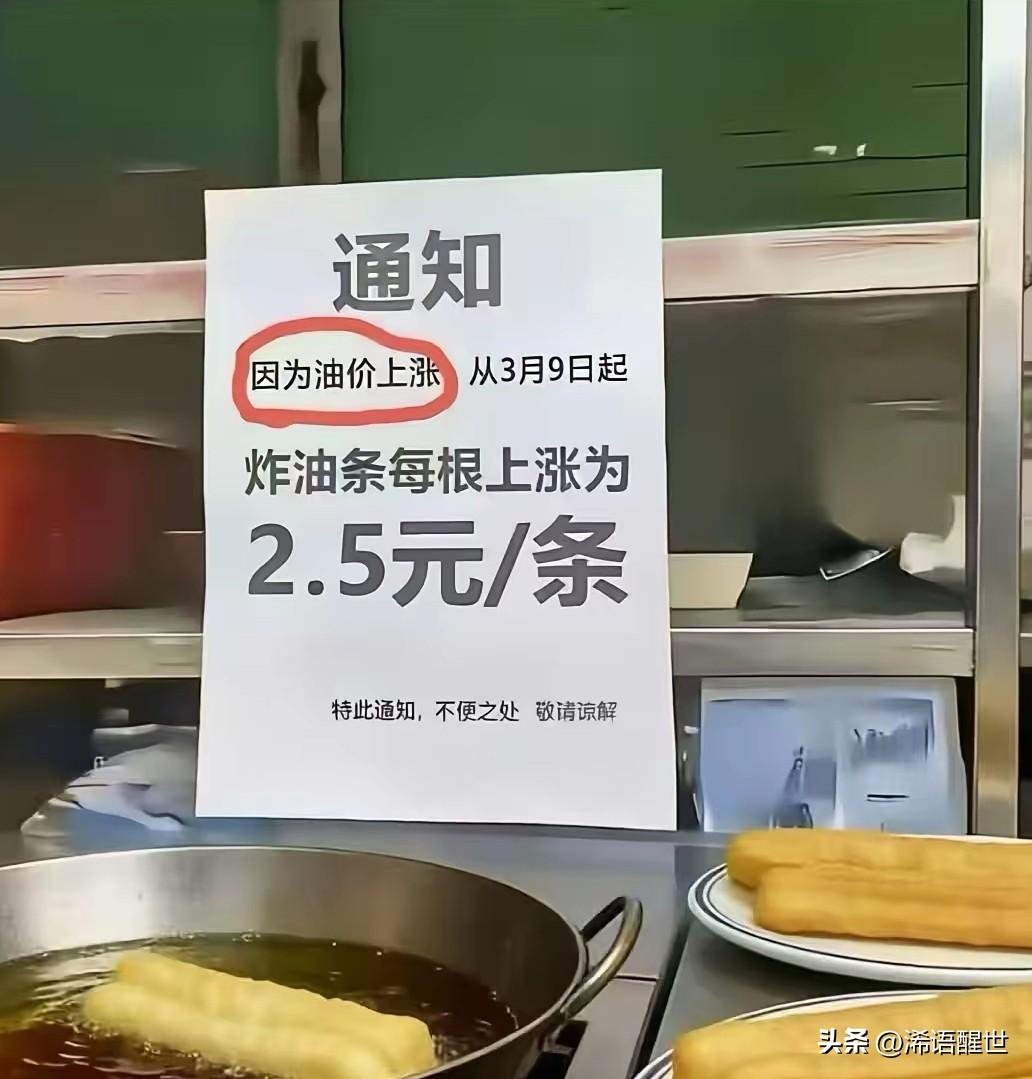 通知
因为油价上涨 从3月9日起
炸油条每根上涨为
2.5元/条
特此通知，不便之处 敬请谅解
头条 @浠语醒世